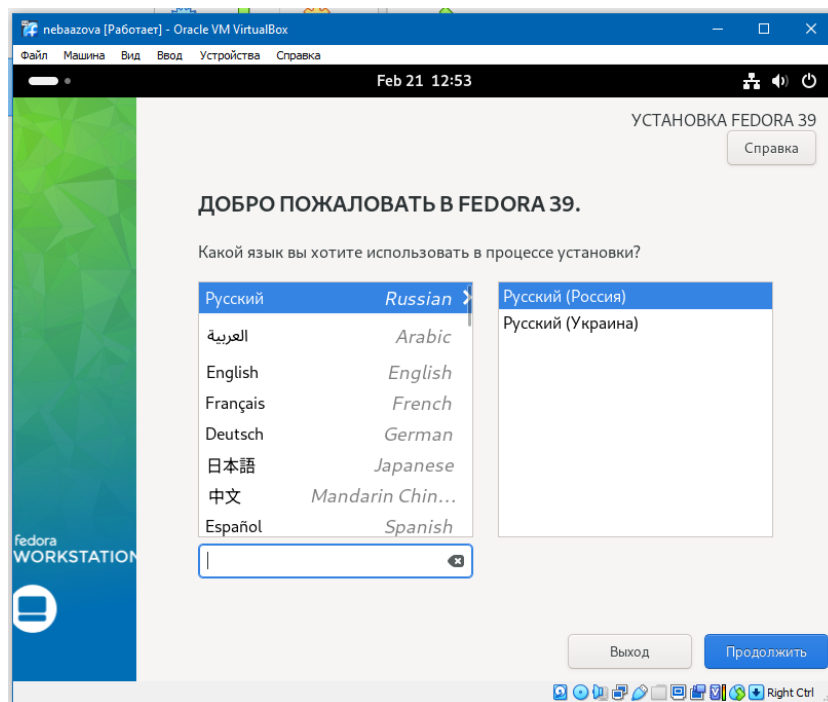 nebaazova [Работает] - Oracle VM VirtualBox
Файл Машина Вид Ввод Устройства Справка
Feb 21 12:53
УСТАНОВКА FEDORA 39
Справка
ДОБРО ПОЖАЛОВАТЬ В FEDORA 39.
Какой язык вы хотите использовать в процессе установки?
Русский Russian
العربية Arabic
English English
Français French
Deutsch German
日本語 Japanese
中文 Mandarin Chin...
Español Spanish
Русский (Россия)
Русский (Украина)
fedora
WORKSTATION
Выход Продолжить
Right Ctrl